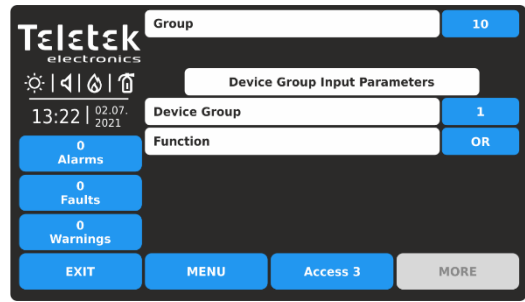 Teletek
electronics
13:22 02.07.
2021
0
Alarms
0
Faults
0
Warnings
Group 10
Device Group Input Parameters
Device Group 1
Function OR
EXIT MENU Access 3 MORE